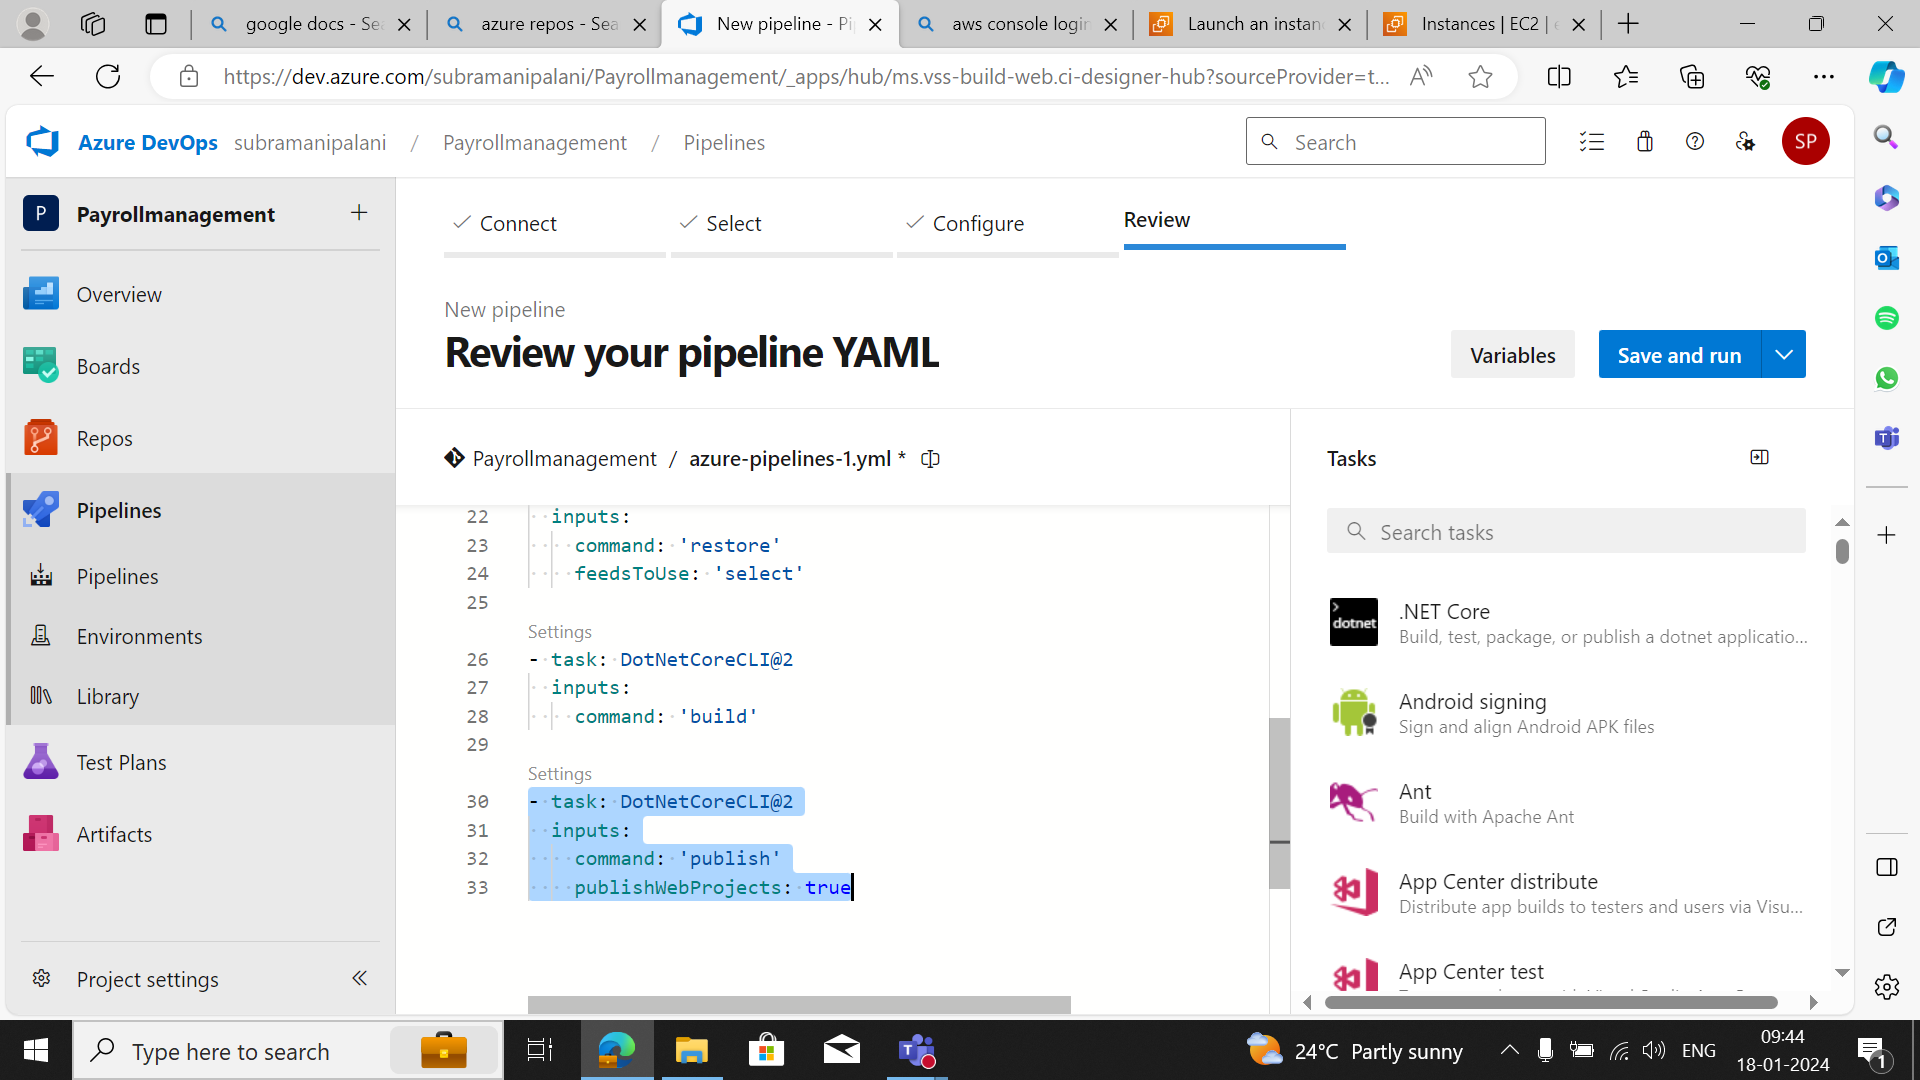 google docs - Sea
azure repos - Sea
New pipeline - Pip
aws console login
Launch an instanc
Instances | EC2 | e
https://dev.azure.com/subramanipalani/Payrollmanagement/_apps/hub/ms.vss-build-web.ci-designer-hub?sourceProvider=t...
Azure DevOps subramanipalani / Payrollmanagement / Pipelines
Search
SP
P Payrollmanagement
Overview
Boards
Repos
Pipelines
Pipelines
Environments
Library
Test Plans
Artifacts
Project settings
Connect
Select
Configure
Review
New pipeline
Review your pipeline YAML
Variables
Save and run
Payrollmanagement / azure-pipelines-1.yml *
22 inputs:
23 command: 'restore'
24 feedsToUse: 'select'
25
Settings
26 - task: DotNetCoreCLI@2
27 inputs:
28 command: 'build'
29
Settings
30 - task: DotNetCoreCLI@2
31 inputs:
32 command: 'publish'
33 publishWebProjects: true
Tasks
Search tasks
dotnet
.NET Core
Build, test, package, or publish a dotnet applicatio...
Android signing
Sign and align Android APK files
Ant
Build with Apache Ant
App Center distribute
Distribute app builds to testers and users via Visu...
App Center test
Type here to search
24°C Partly sunny
ENG
09:44
18-01-2024
1